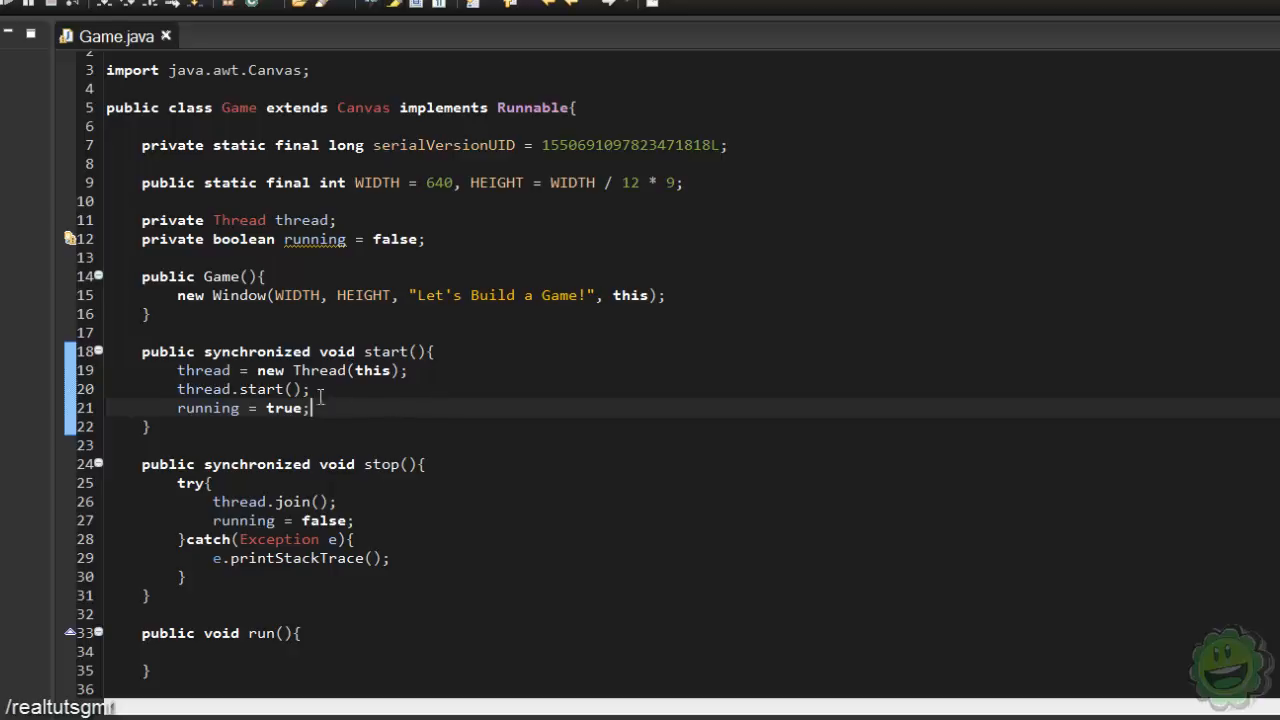 Game.java
2
3 import java.awt.Canvas;
4
5 public class Game extends Canvas implements Runnable{
6
7 private static final long serialVersionUID = 1550691097823471818L;
8
9 public static final int WIDTH = 640, HEIGHT = WIDTH / 12 * 9;
10
11 private Thread thread;
12 private boolean running = false;
13
14 public Game(){
15 new Window(WIDTH, HEIGHT, "Let's Build a Game!", this);
16 }
17
18 public synchronized void start(){
19 thread = new Thread(this);
20 thread.start();
21 running = true;
22 }
23
24 public synchronized void stop(){
25 try{
26 thread.join();
27 running = false;
28 }catch(Exception e){
29 e.printStackTrace();
30 }
31 }
32
33 public void run(){
34
35 }
36
/realtutsgml